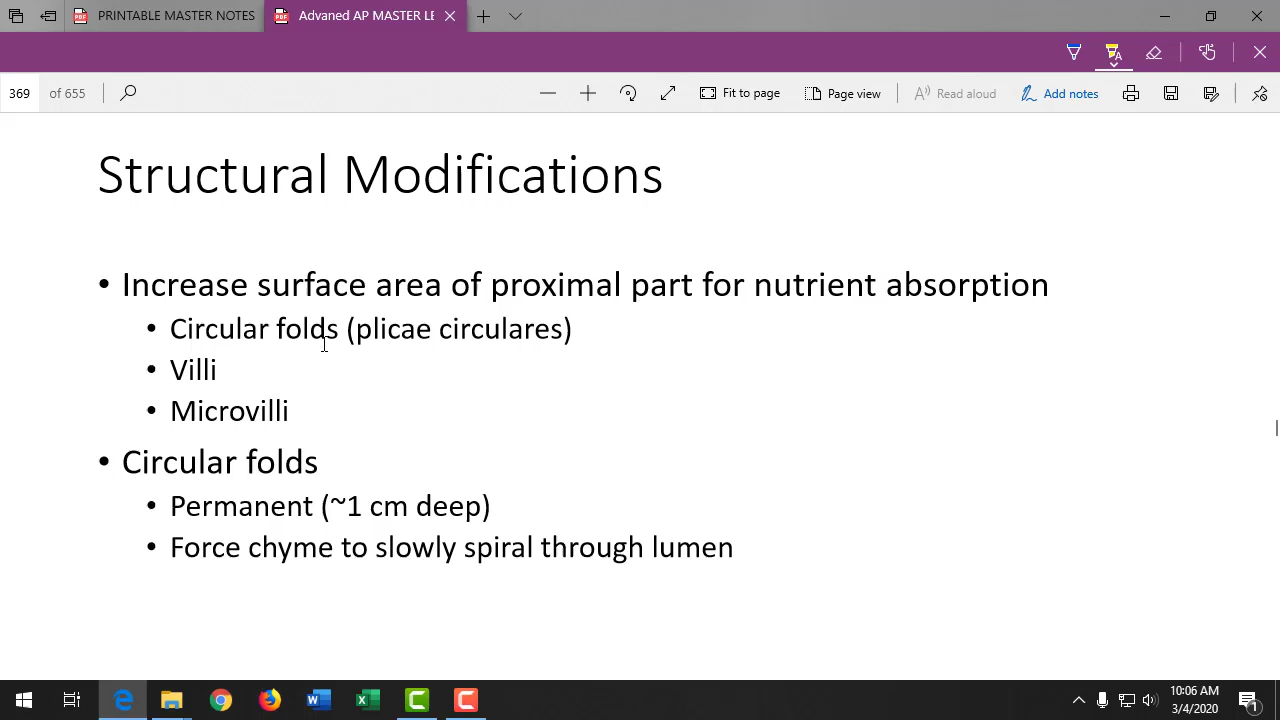 PRINTABLE MASTER NOTES
Advaned AP MASTER LE
369 of 655
Fit to page
Page view
Read aloud
Add notes
Structural Modifications
• Increase surface area of proximal part for nutrient absorption
• Circular folds (plicae circulares)
• Villi
• Microvilli
• Circular folds
• Permanent (~1 cm deep)
• Force chyme to slowly spiral through lumen
10:06 AM
3/4/2020
1